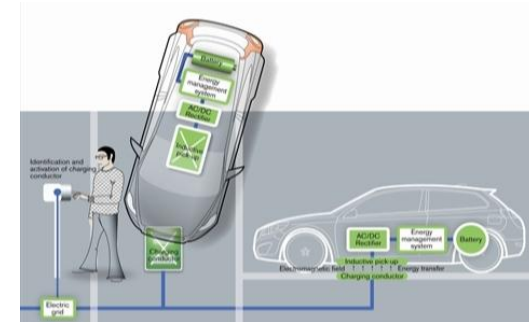 Battery
Energy
management
system
AC/DC
Rectifier
Inductive
pick-up
Identification and
activation of charging
conductor
Charging
conductor
Electric
grid
AC/DC
Rectifier
Energy
management
system
Battery
Inductive pick-up
Electromagnetic field
Energy transfer
Charging conductor